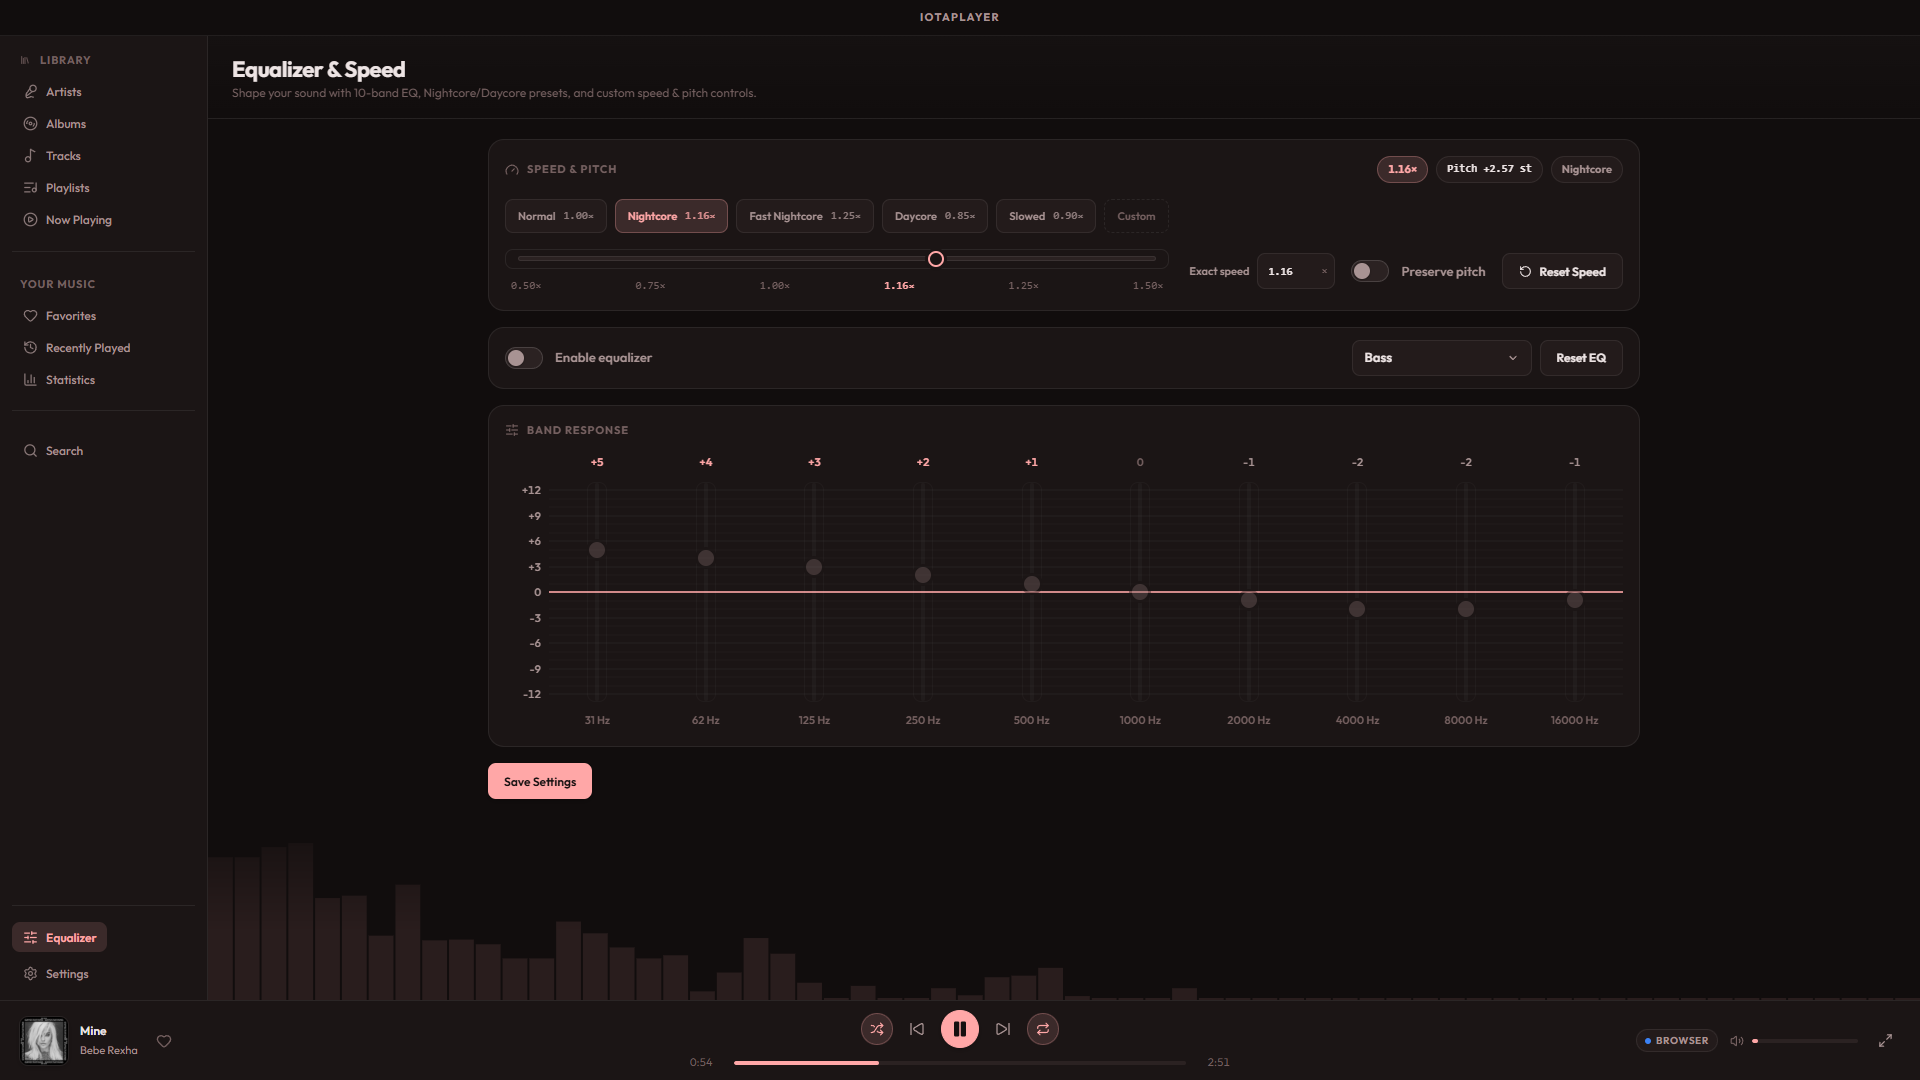 IOTAPLAYER
LIBRARY
Artists
Albums
Tracks
Playlists
Now Playing
YOUR MUSIC
Favorites
Recently Played
Statistics
Search
Equalizer
Settings
Equalizer & Speed
Shape your sound with 10-band EQ, Nightcore/Daycore presets, and custom speed & pitch controls.
SPEED & PITCH
1.16×
Pitch +2.57 st
Nightcore
Normal 1.00×
Nightcore 1.16×
Fast Nightcore 1.25×
Daycore 0.85×
Slowed 0.90×
Custom
0.50× 0.75× 1.00× 1.16× 1.25× 1.50×
Exact speed 1.16 ×
Preserve pitch
Reset Speed
Enable equalizer
Bass
Reset EQ
BAND RESPONSE
+5 +4 +3 +2 +1 0 -1 -2 -2 -1
+12
+9
+6
+3
0
-3
-6
-9
-12
31 Hz 62 Hz 125 Hz 250 Hz 500 Hz 1000 Hz 2000 Hz 4000 Hz 8000 Hz 16000 Hz
Save Settings
Mine
Bebe Rexha
0:54
2:51
BROWSER